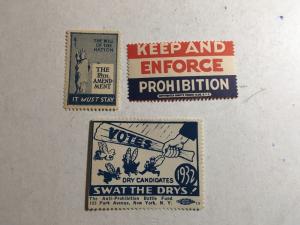 THE WILL
OF THE
NATION
THE
18TH.
AMEND
MENT
IT MUST STAY
KEEP AND
ENFORCE
PROHIBITION
VOTES
DRY CANDIDATES
1932
SWAT THE DRYS!
The Anti-Prohibition Battle Fund
103 Park Avenue, New York, N. Y.